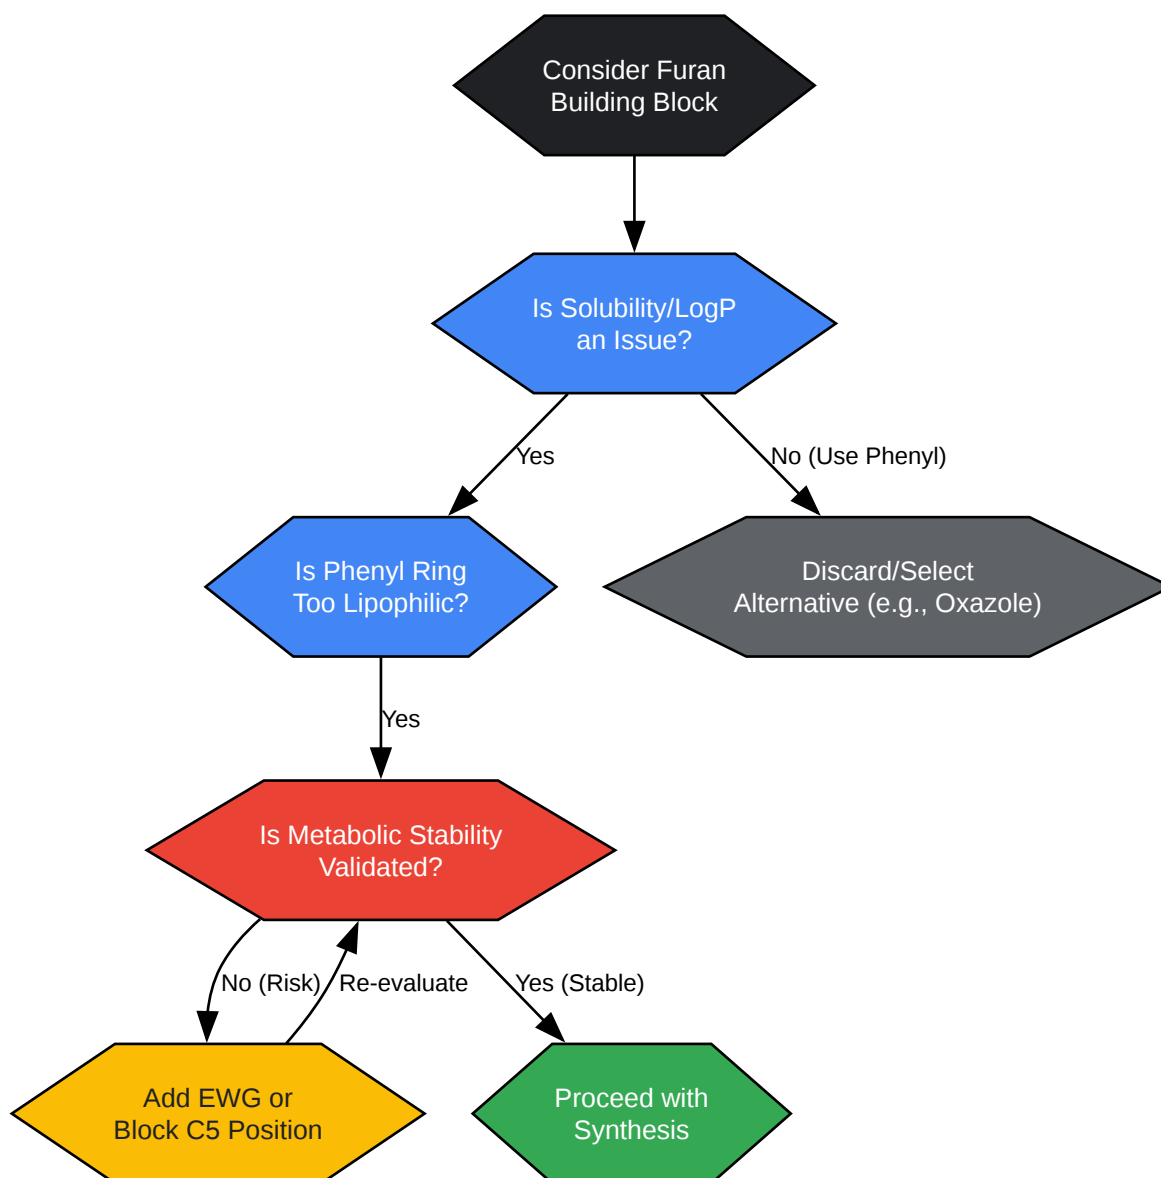 Consider Furan
Building Block
Is Solubility/LogP
an Issue?
Yes
No (Use Phenyl)
Is Phenyl Ring
Too Lipophilic?
Discard/Select
Alternative (e.g., Oxazole)
Yes
Is Metabolic Stability
Validated?
No (Risk)
Re-evaluate
Yes (Stable)
Add EWG or
Block C5 Position
Proceed with
Synthesis